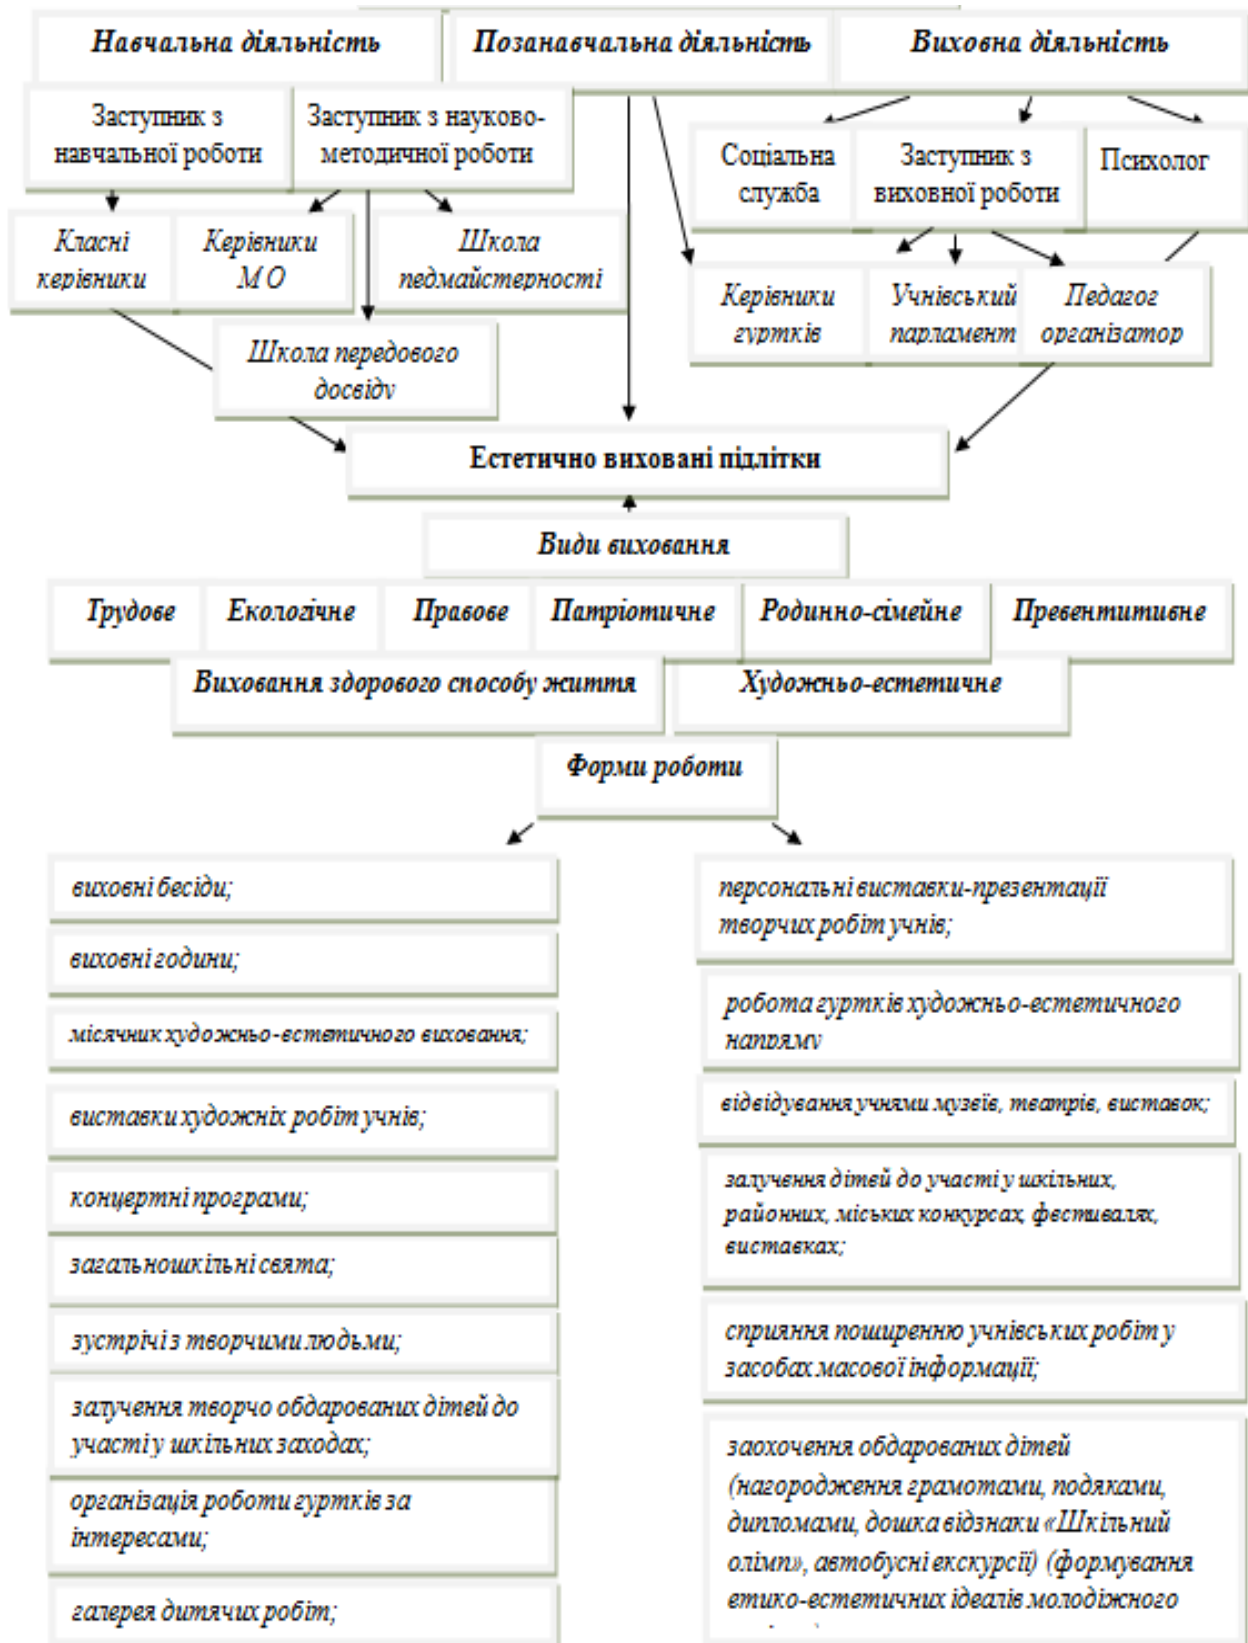 Навчальна діяльність
Позанавчальна діяльність
Виховна діяльність
Заступник з
навчальної роботи
Заступник з науково-
методичної роботи
Соціальна
служба
Заступник з
виховної роботи
Психолог
Класні
керівники
Керівники
МО
Школа
педмайстерності
Керівники
гуртків
Учнівський
парламент
Педагог
організатор
Школа передового
досвіду
Естетично виховані підлітки
Види виховання
Трудове
Екологічне
Правове
Патріотичне
Родинно-сімейне
Превентитивне
Виховання здорового способу життя
Художньо-естетичне
Форми роботи
виховні бесіди;
виховні години;
місячник художньо-естетичного виховання;
виставки художніх робіт учнів;
концертні програми;
загальношкільні свята;
зустрічі з творчими людьми;
залучення творчо обдарованих дітей до
участі у шкільних заходах;
організація роботи гуртків за
інтересами;
галерея дитячих робіт;
персональні виставки-презентації
творчих робіт учнів;
робота гуртків художньо-естетичного
напряму
відвідування учнями музеїв, театрів, виставок;
залучення дітей до участі у шкільних,
районних, міських конкурсах, фестивалях,
виставках;
сприяння поширенню учнівських робіт у
засобах масової інформації;
заохочення обдарованих дітей
(нагородження грамотами, подяками,
дипломами, дошка відзнаки «Шкільний
олімп», автобусні екскурсії) (формування
етико-естетичних ідеалів молодіжного